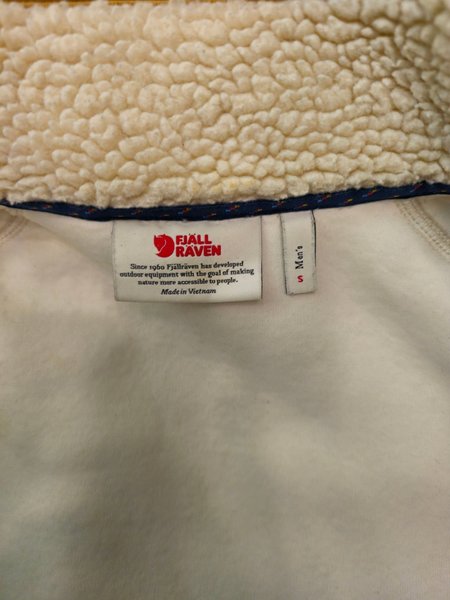 FJÄLL
RÄVEN
Since 1960 Fjällräven has developed
outdoor equipment with the goal of making
nature more accessible to people.
Made in Vietnam
Men's
S